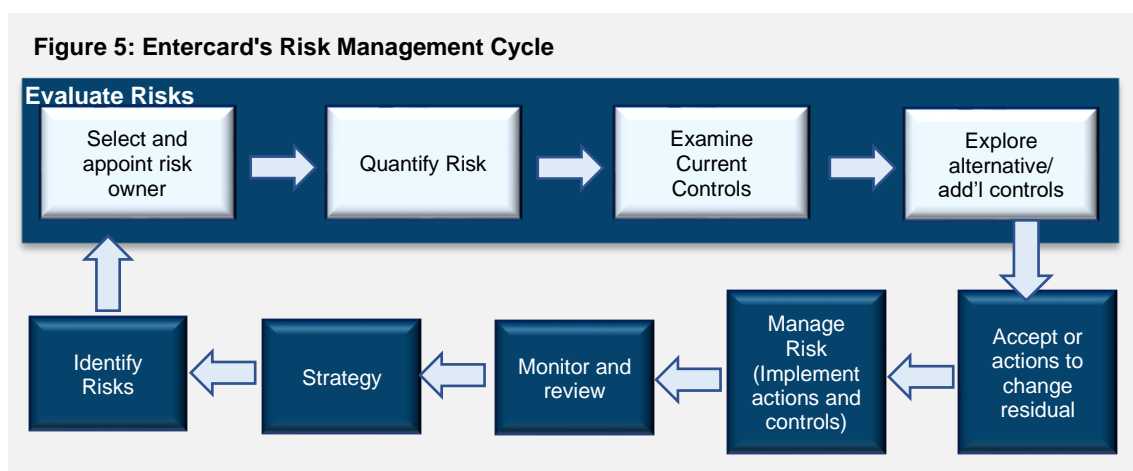 Figure 5: Entercard's Risk Management Cycle
Evaluate Risks
Select and
appoint risk
owner
Quantify Risk
Examine
Current
Controls
Explore
alternative/
add’l controls
Identify
Risks
Strategy
Monitor and
review
Manage
Risk
(Implement
actions and
controls)
Accept or
actions to
change
residual